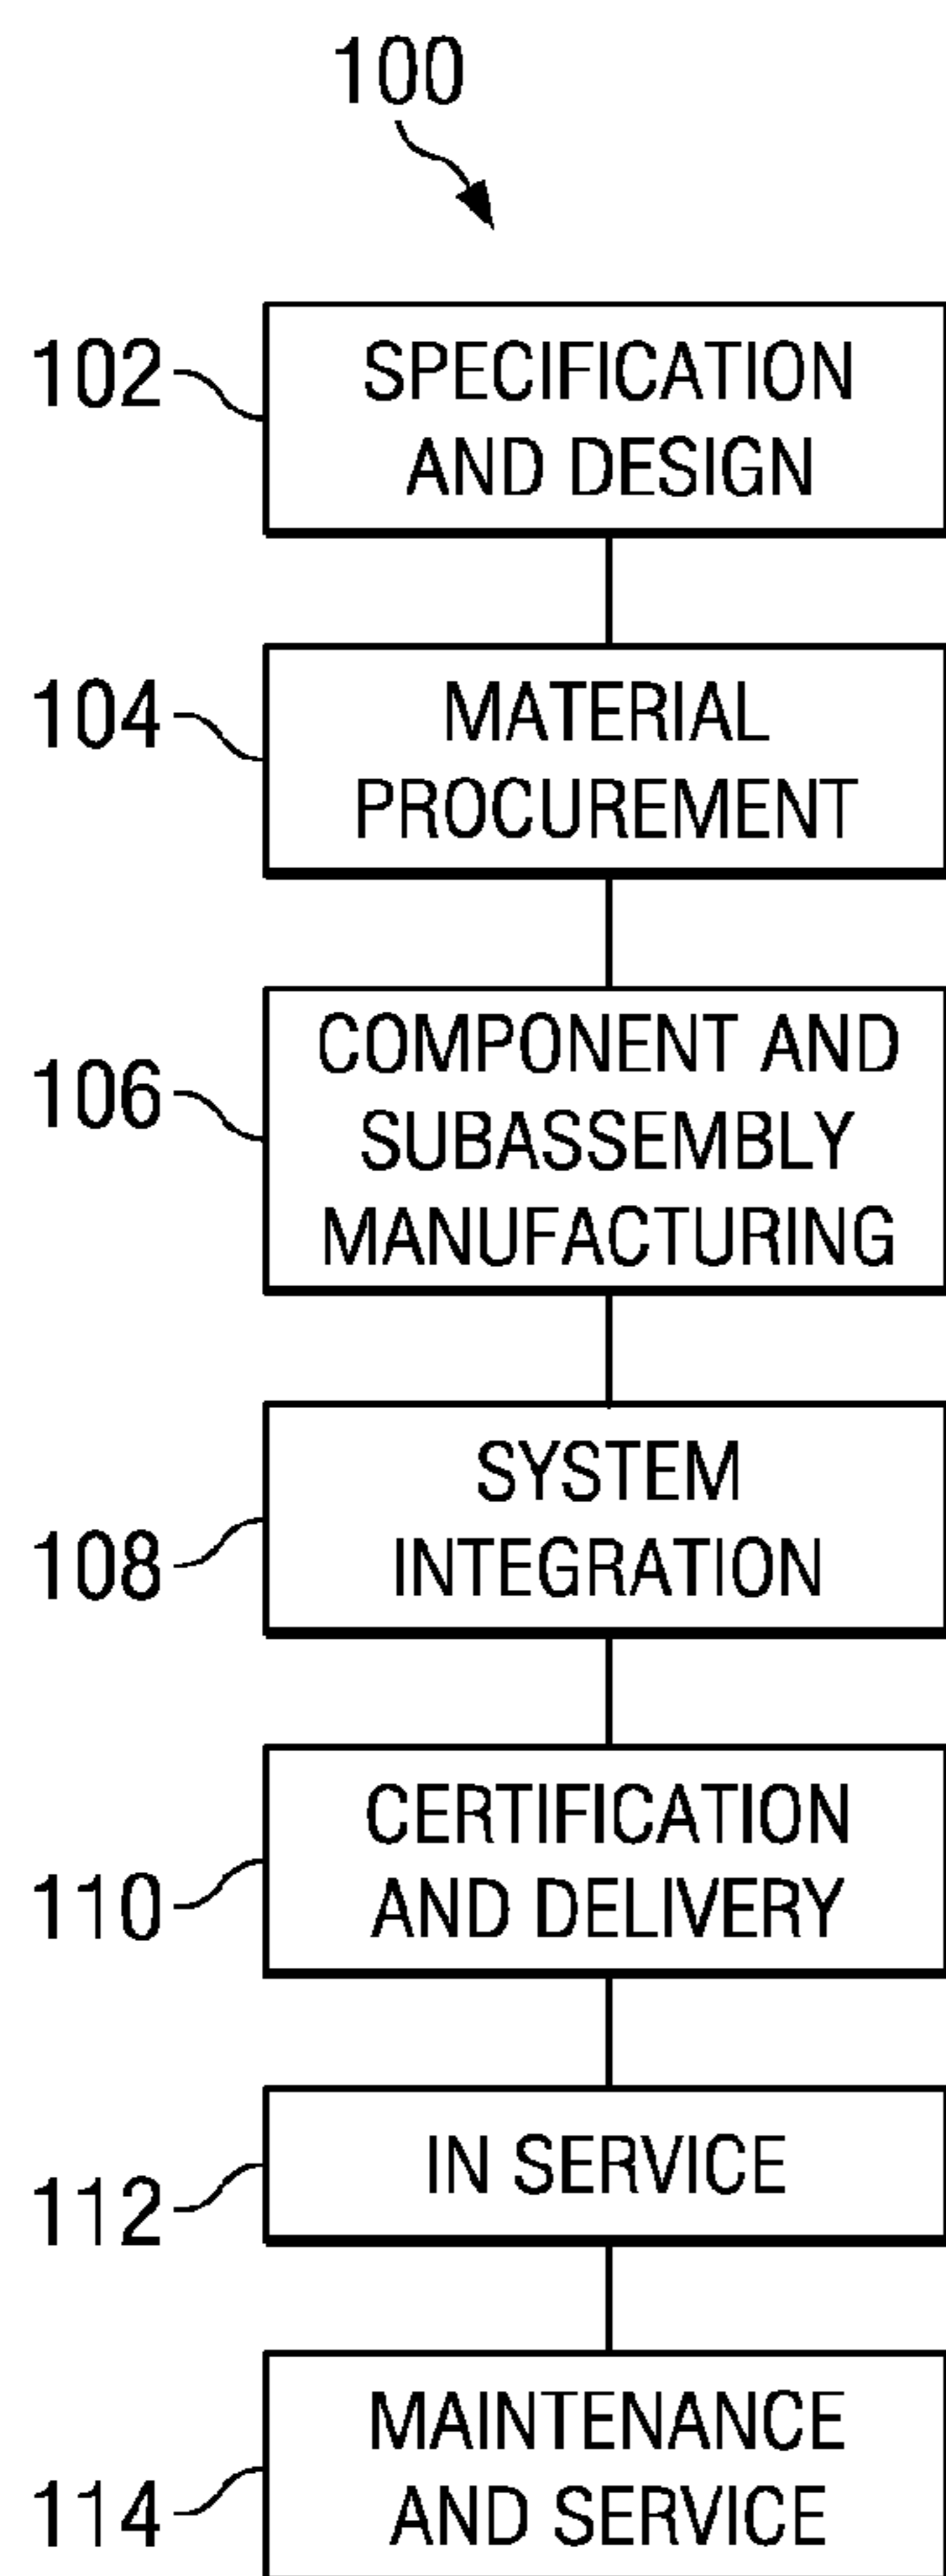 100
102
SPECIFICATION
AND DESIGN
104
MATERIAL
PROCUREMENT
106
COMPONENT AND
SUBASSEMBLY
MANUFACTURING
108
SYSTEM
INTEGRATION
110
CERTIFICATION
AND DELIVERY
112
IN SERVICE
114
MAINTENANCE
AND SERVICE